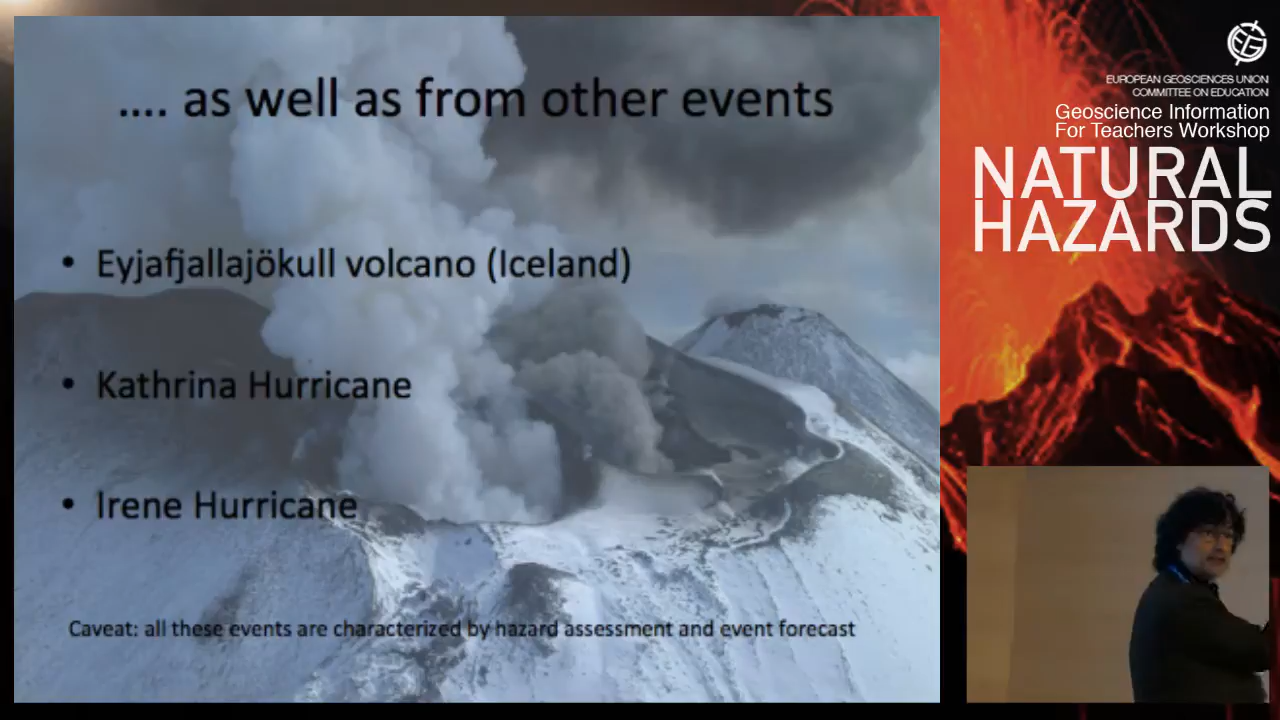 .... as well as from other events
• Eyjafjallajökull volcano (Iceland)
• Kathrina Hurricane
• Irene Hurricane
Caveat: all these events are characterized by hazard assessment and event forecast
EUROPEAN GEOSCIENCES UNION
COMMITTEE ON EDUCATION
Geoscience Information
For Teachers Workshop
NATURAL
HAZARDS